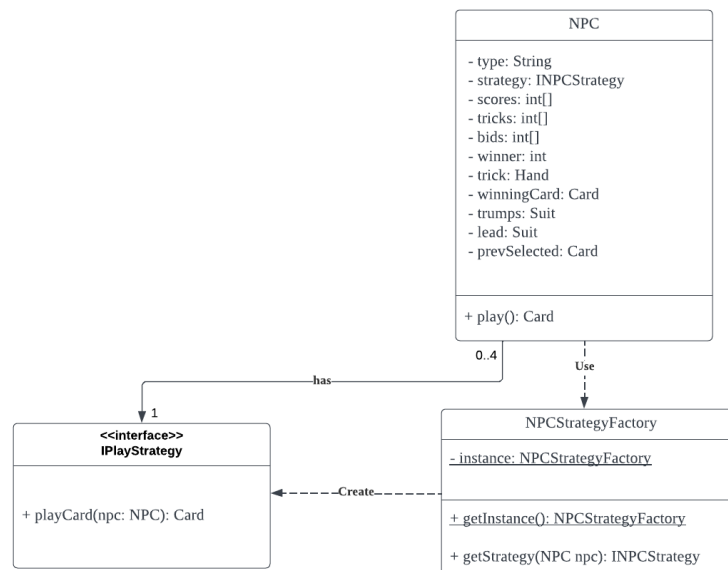 NPC
- type: String
- strategy: INPCStrategy
- scores: int[]
- tricks: int[]
- bids: int[]
- winner: int
- trick: Hand
- winningCard: Card
- trumps: Suit
- lead: Suit
- prevSelected: Card
+ play(): Card
0..4
Use
has
1
<<interface>>
IPlayStrategy
+ playCard(npc: NPC): Card
Create
NPCStrategyFactory
- instance: NPCStrategyFactory
+ getInstance(): NPCStrategyFactory
+ getStrategy(NPC npc): INPCStrategy